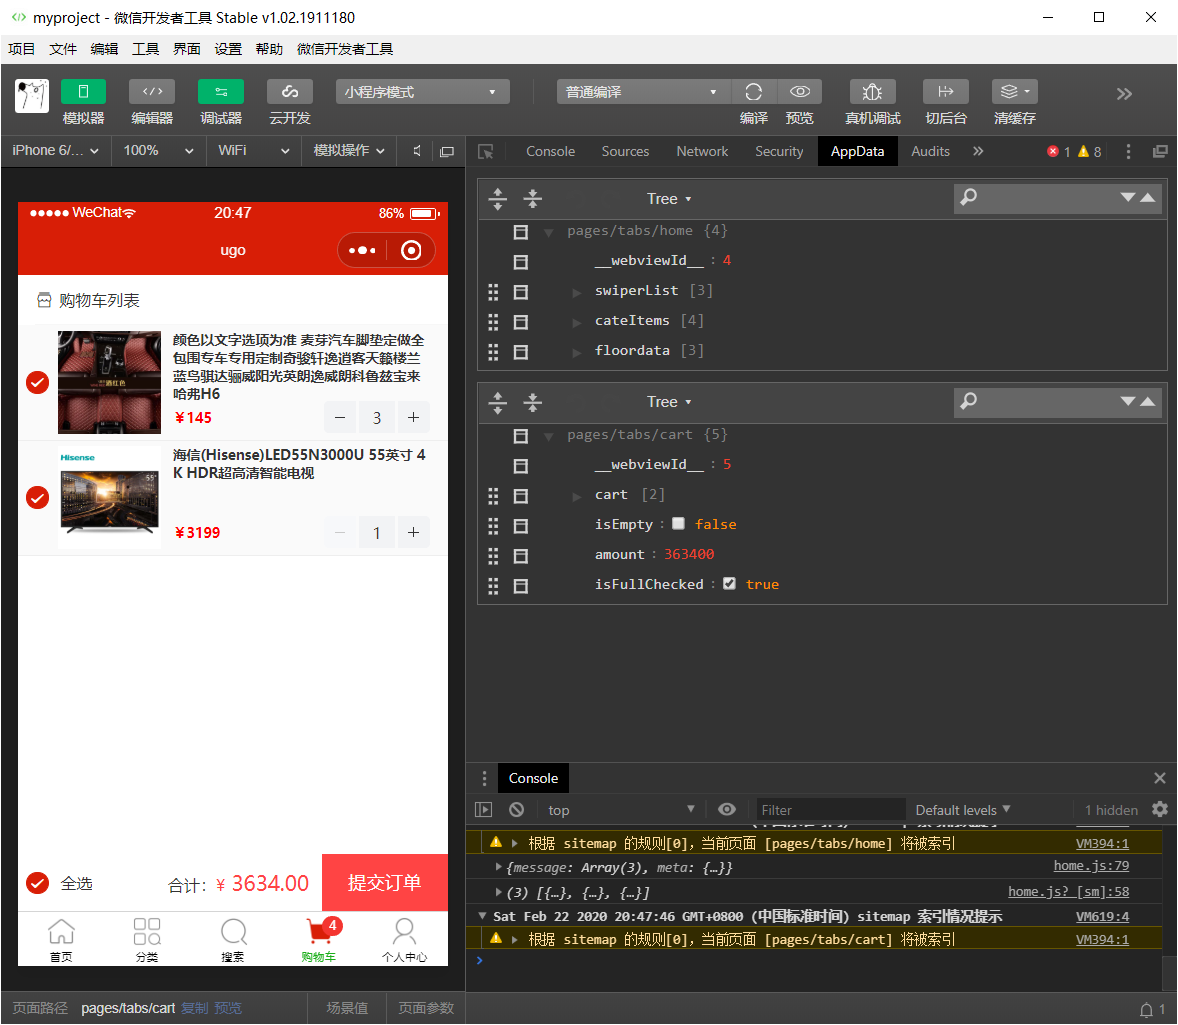 myproject - 微信开发者工具 Stable v1.02.1911180
项目 文件 编辑 工具 界面 设置 帮助 微信开发者工具
小程序模式 普通编译
模拟器 编辑器 调试器 云开发 编译 预览 真机调试 切后台 清缓存
iPhone 6/... 100% WiFi 模拟操作
Console Sources Network Security AppData Audits 1 8
WeChat 20:47 86%
ugo
购物车列表
颜色以文字选项为准 麦芽汽车脚垫定做全
包围专车专用定制奇骏轩逸逍客天籁楼兰
蓝鸟骐达骊威阳光英朗逸威朗科鲁兹宝来
哈弗H6
酒红色
¥145
3
Hisense
55"
海信(Hisense)LED55N3000U 55英寸 4
K HDR超高清智能电视
¥3199
1
全选 合计: ¥ 3634.00 提交订单
4
首页 分类 搜索 购物车 个人中心
页面路径 pages/tabs/cart 复制 预览 场景值 页面参数
Tree
pages/tabs/home {4}
__webviewId__ : 4
swiperList [3]
cateItems [4]
floordata [3]
Tree
pages/tabs/cart {5}
__webviewId__ : 5
cart [2]
isEmpty : false
amount : 363400
isFullChecked : true
Console
top Filter Default levels 1 hidden
根据 sitemap 的规则[0]，当前页面 [pages/tabs/home] 将被索引 VM394:1
{message: Array(3), meta: {…}} home.js:79
(3) [{…}, {…}, {…}] home.js? [sm]:58
Sat Feb 22 2020 20:47:46 GMT+0800 (中国标准时间) sitemap 索引情况提示 VM619:4
根据 sitemap 的规则[0]，当前页面 [pages/tabs/cart] 将被索引 VM394:1
1